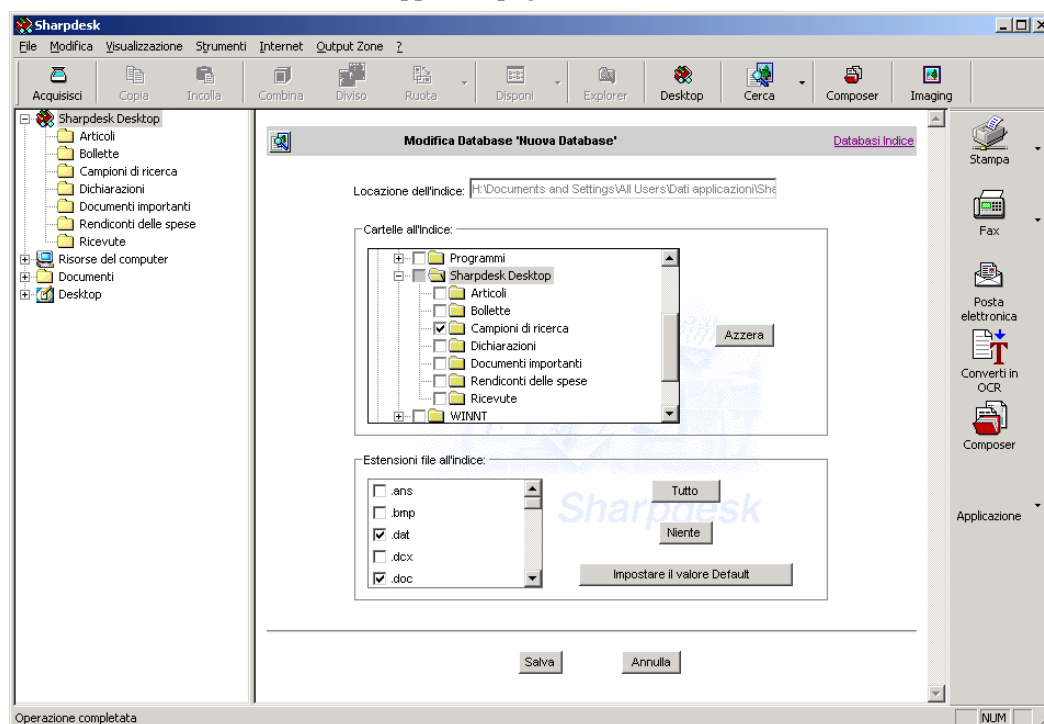 Sharpdesk
File Modifica Visualizzazione Strumenti Internet Output Zone ?
Acquisisci Copia Incolla Combina Diviso Ruota Disponi Explorer Desktop Cerca Composer Imaging
Sharpdesk Desktop
Articoli
Bollette
Campioni di ricerca
Dichiarazioni
Documenti importanti
Rendiconti delle spese
Ricevute
Risorse del computer
Documenti
Desktop
Modifica Database 'Nuova Database' Databasi Indice
Locazione dell'indice: H:\Documents and Settings\All Users\Dati applicazioni\Sha
Cartelle all'Indice:
Programmi
Sharpdesk Desktop
Articoli
Bollette
Campioni di ricerca
Dichiarazioni
Documenti importanti
Rendiconti delle spese
Ricevute
WINNT
Azzera
Estensioni file all'indice:
.ans
.bmp
.dat
.dcx
.doc
Tutto
Niente
Impostare il valore Default
Sharpdesk
Salva Annulla
Stampa
Fax
Posta
elettronica
Converti in
OCR
Composer
Applicazione
Operazione completata NUM